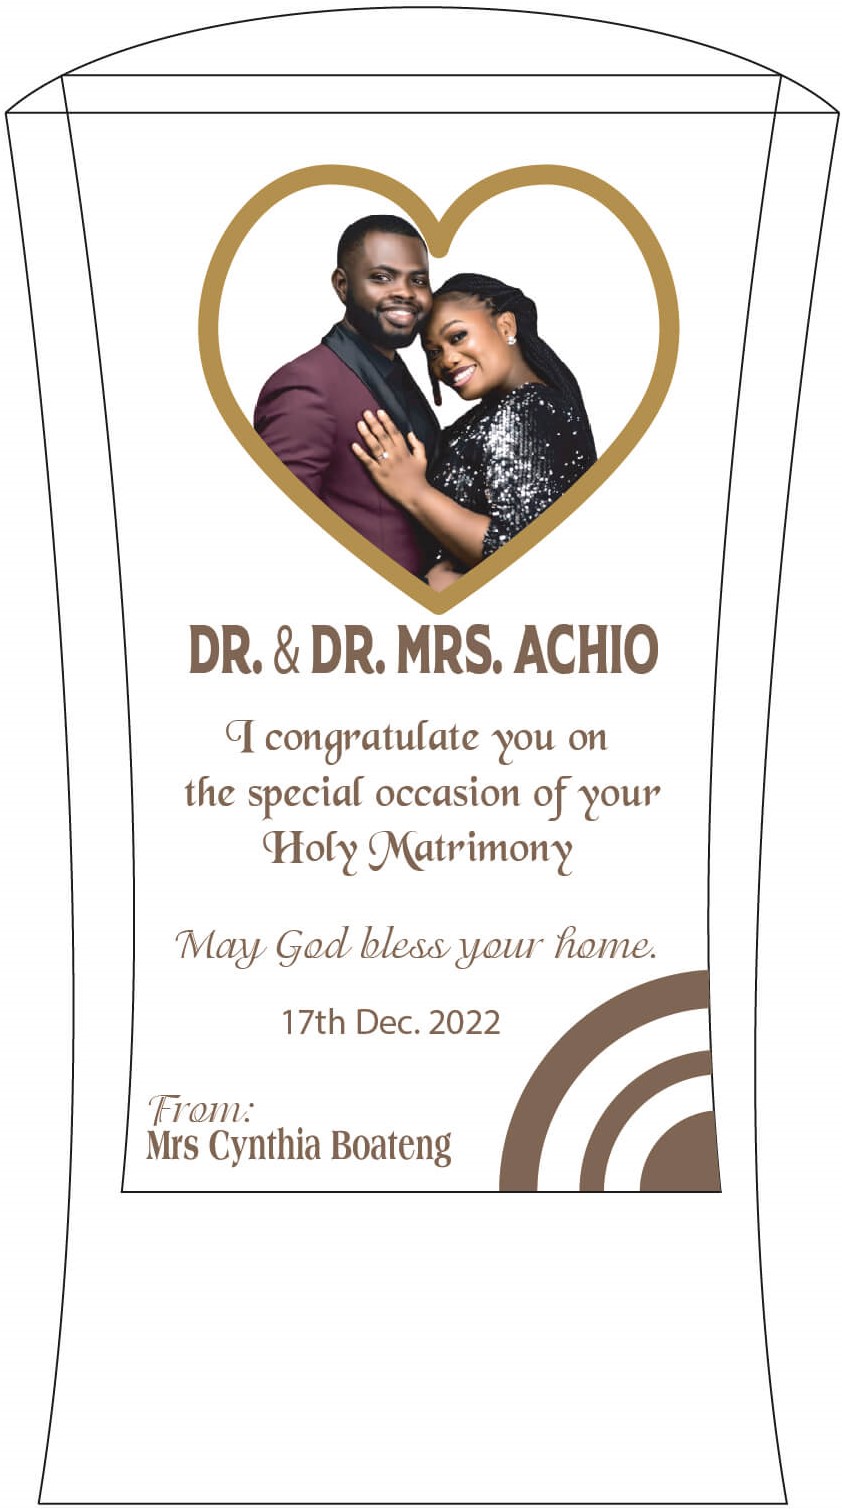 DR. & DR. MRS. ACHIO
I congratulate you on
the special occasion of your
Holy Matrimony
May God bless your home.
17th Dec. 2022
From:
Mrs Cynthia Boateng